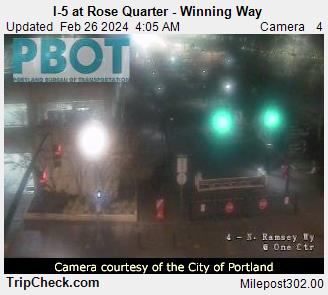 I-5 at Rose Quarter - Winning Way
Updated Feb 26 2024 4:05 AM Camera 4
PBOT
PORTLAND BUREAU OF TRANSPORTATION
4 - N. Ramsey Wy
@ One Ctr
Camera courtesy of the City of Portland
TripCheck.com Milepost302.00